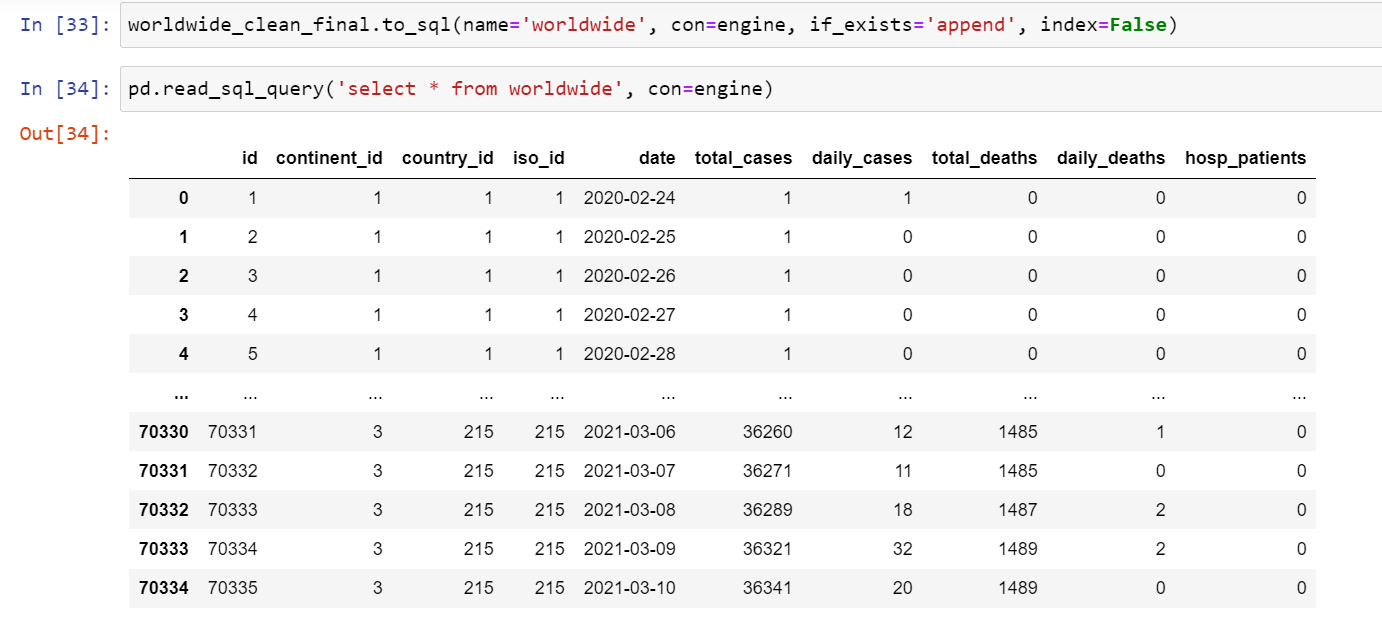 In [33]: worldwide_clean_final.to_sql(name='worldwide', con=engine, if_exists='append', index=False)
In [34]: pd.read_sql_query('select * from worldwide', con=engine)
Out[34]:
id continent_id country_id iso_id date total_cases daily_cases total_deaths daily_deaths hosp_patients
0 1 1 1 1 2020-02-24 1 1 0 0 0
1 2 1 1 1 2020-02-25 1 0 0 0 0
2 3 1 1 1 2020-02-26 1 0 0 0 0
3 4 1 1 1 2020-02-27 1 0 0 0 0
4 5 1 1 1 2020-02-28 1 0 0 0 0
... ... ... ... ... ... ... ... ... ... ...
70330 70331 3 215 215 2021-03-06 36260 12 1485 1 0
70331 70332 3 215 215 2021-03-07 36271 11 1485 0 0
70332 70333 3 215 215 2021-03-08 36289 18 1487 2 0
70333 70334 3 215 215 2021-03-09 36321 32 1489 2 0
70334 70335 3 215 215 2021-03-10 36341 20 1489 0 0